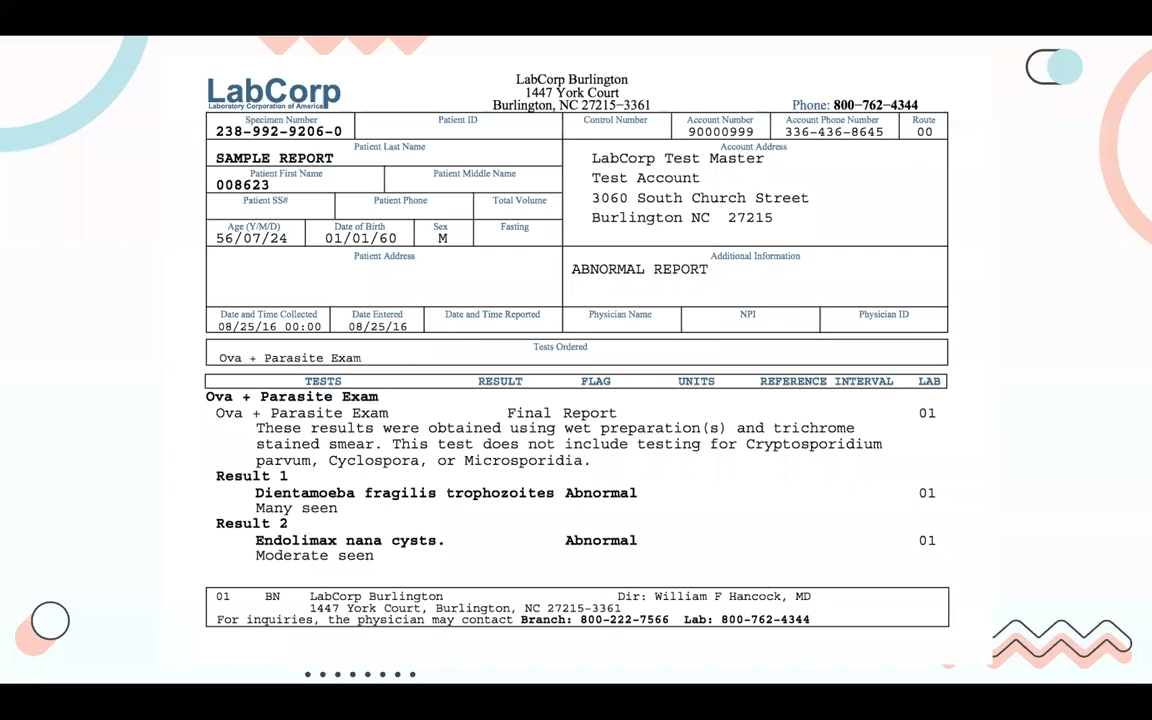 LabCorp
Laboratory Corporation of America
LabCorp Burlington
1447 York Court
Burlington, NC 27215-3361
Phone: 800-762-4344
Specimen Number
238-992-9206-0
Patient ID
Control Number
Account Number
90000999
Account Phone Number
336-436-8645
Route
00
Patient Last Name
SAMPLE REPORT
Account Address
LabCorp Test Master
Test Account
3060 South Church Street
Burlington NC 27215
Patient First Name
008623
Patient Middle Name
Patient SS#
Patient Phone
Total Volume
Age (Y/M/D)
56/07/24
Date of Birth
01/01/60
Sex
M
Fasting
Patient Address
Additional Information
ABNORMAL REPORT
Date and Time Collected
08/25/16 00:00
Date Entered
08/25/16
Date and Time Reported
Physician Name
NPI
Physician ID
Tests Ordered
Ova + Parasite Exam
TESTS RESULT FLAG UNITS REFERENCE INTERVAL LAB
Ova + Parasite Exam
Ova + Parasite Exam Final Report 01
These results were obtained using wet preparation(s) and trichrome
stained smear. This test does not include testing for Cryptosporidium
parvum, Cyclospora, or Microsporidia.
Result 1
Dientamoeba fragilis trophozoites Abnormal 01
Many seen
Result 2
Endolimax nana cysts. Abnormal 01
Moderate seen
01 BN LabCorp Burlington Dir: William F Hancock, MD
1447 York Court, Burlington, NC 27215-3361
For inquiries, the physician may contact Branch: 800-222-7566 Lab: 800-762-4344